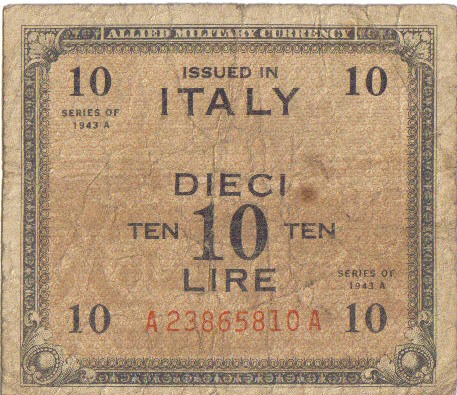 ALLIED MILITARY CURRENCY
10 ISSUED IN 10
ITALY
SERIES OF
1943 A
DIECI
TEN 10 TEN
LIRE
SERIES OF
1943 A
10 A23865810A 10